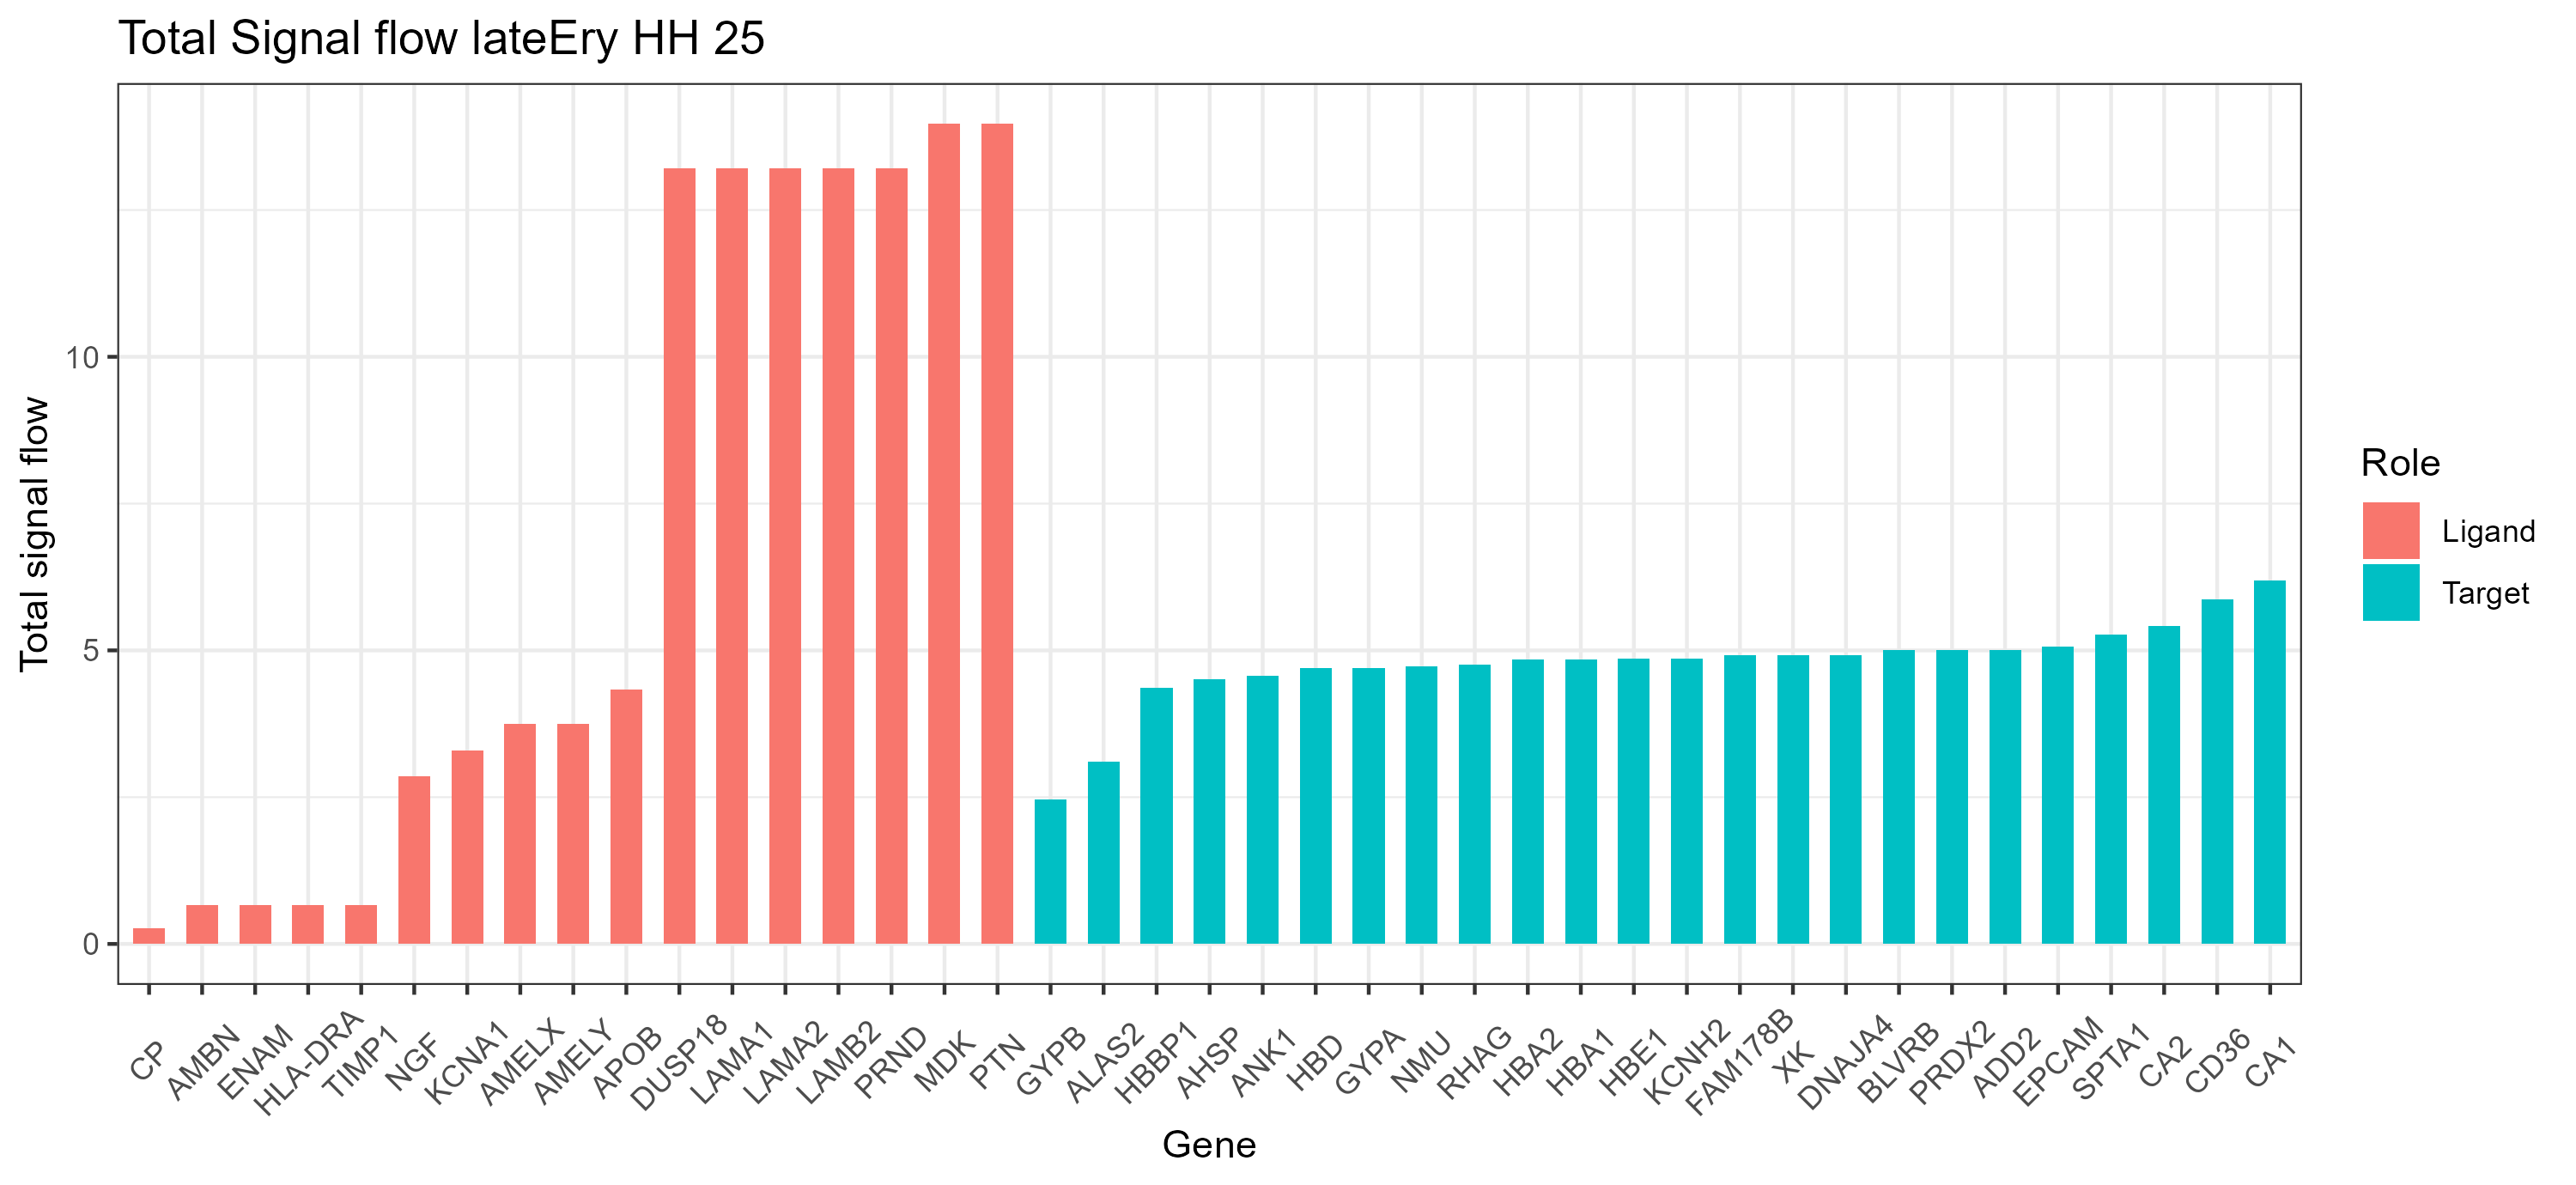 Total Signal flow lateEry HH 25
Total signal flow
10
5
0
CP
AMBN
ENAM
HLA-DRA
TIMP1
NGF
KCNA1
AMELX
AMELY
APOB
DUSP18
LAMA1
LAMA2
LAMB2
PRND
MDK
PTN
GYPB
ALAS2
HBBP1
AHSP
ANK1
HBD
GYPA
NMU
RHAG
HBA2
HBA1
HBE1
KCNH2
FAM178B
XK
DNAJA4
BLVRB
PRDX2
ADD2
EPCAM
SPTA1
CA2
CD36
CA1
Gene
Role
Ligand
Target